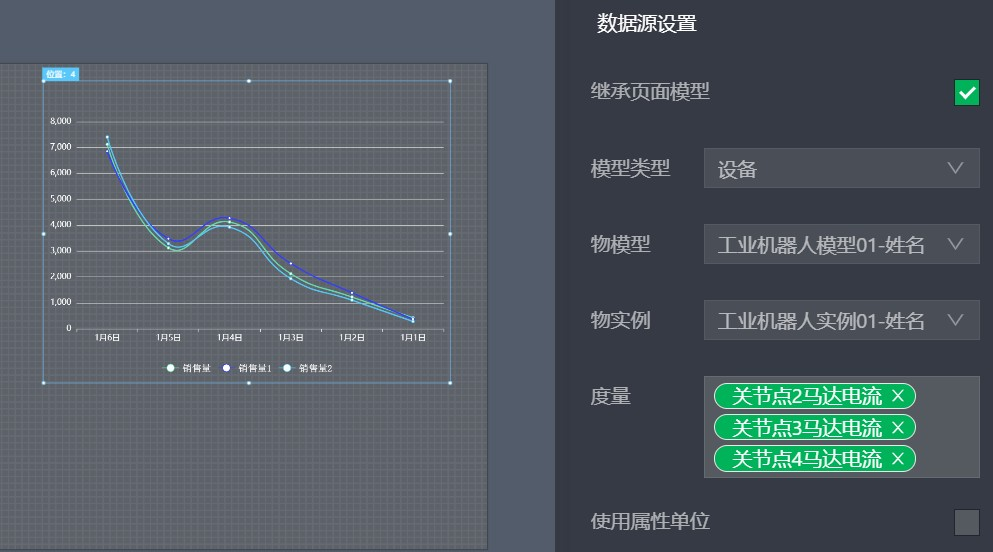 数据源设置
继承页面模型
模型类型 设备
物模型 工业机器人模型01-姓名
物实例 工业机器人实例01-姓名
度量 关节点2马达电流 ×
关节点3马达电流 ×
关节点4马达电流 ×
使用属性单位
位置：4
8,000
7,000
6,000
5,000
4,000
3,000
2,000
1,000
0
1月6日 1月5日 1月4日 1月3日 1月2日 1月1日
销售量 销售量1 销售量2